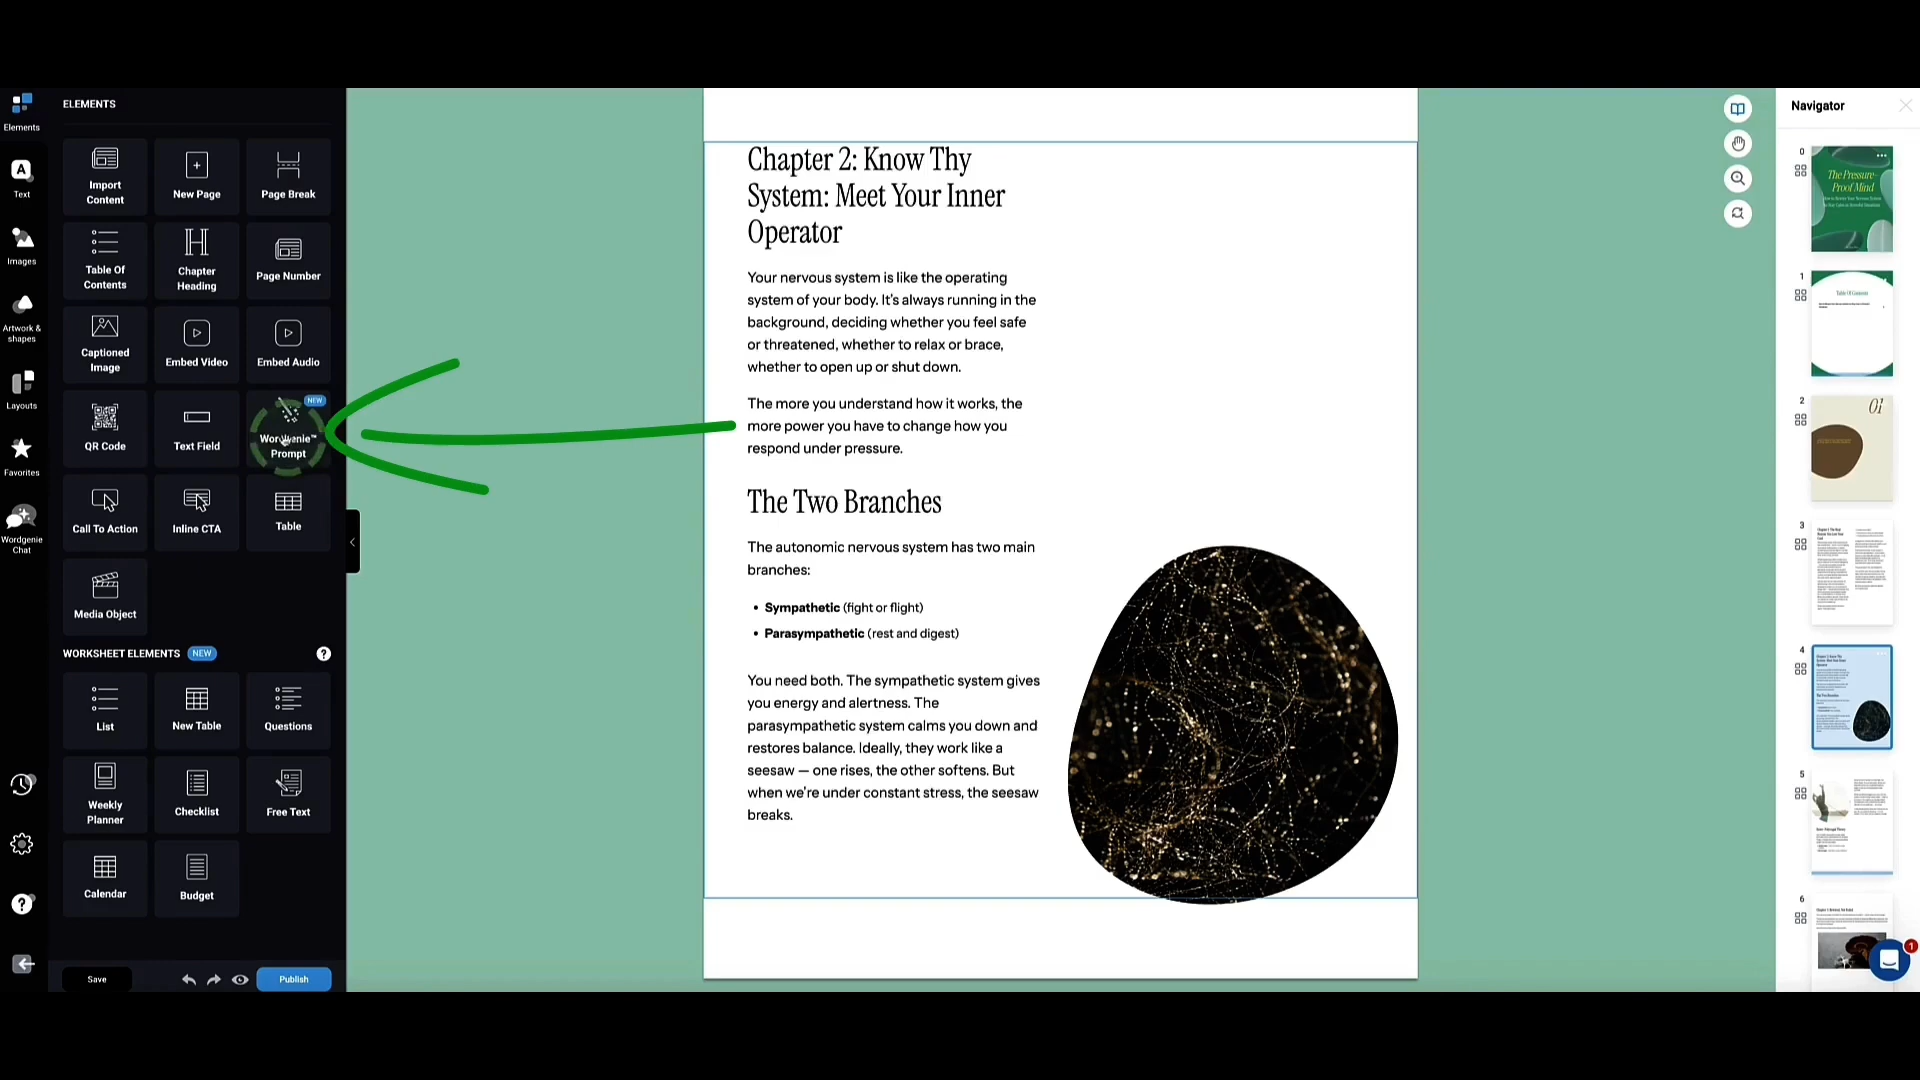 Elements
Text
Images
Artwork &
shapes
Layouts
Favorites
Wordgenie
Chat
ELEMENTS
Import
Content
New Page
Page Break
Table Of
Contents
Chapter
Heading
Page Number
Captioned
Image
Embed Video
Embed Audio
QR Code
Text Field
NEW
Prompt
Call To Action
Inline CTA
Table
Media Object
WORKSHEET ELEMENTS NEW
?
List
New Table
Questions
Weekly
Planner
Checklist
Free Text
Calendar
Budget
Save
Publish
Chapter 2: Know Thy
System: Meet Your Inner
Operator
Your nervous system is like the operating
system of your body. It's always running in the
background, deciding whether you feel safe
or threatened, whether to relax or brace,
whether to open up or shut down.
The more you understand how it works, the
more power you have to change how you
respond under pressure.
The Two Branches
The autonomic nervous system has two main
branches:
• Sympathetic (fight or flight)
• Parasympathetic (rest and digest)
You need both. The sympathetic system gives
you energy and alertness. The
parasympathetic system calms you down and
restores balance. Ideally, they work like a
seesaw — one rises, the other softens. But
when we're under constant stress, the seesaw
breaks.
Navigator
0
The Pressure-
Proof Mind
1
Table Of Contents
2
01
3
4
5
6
1